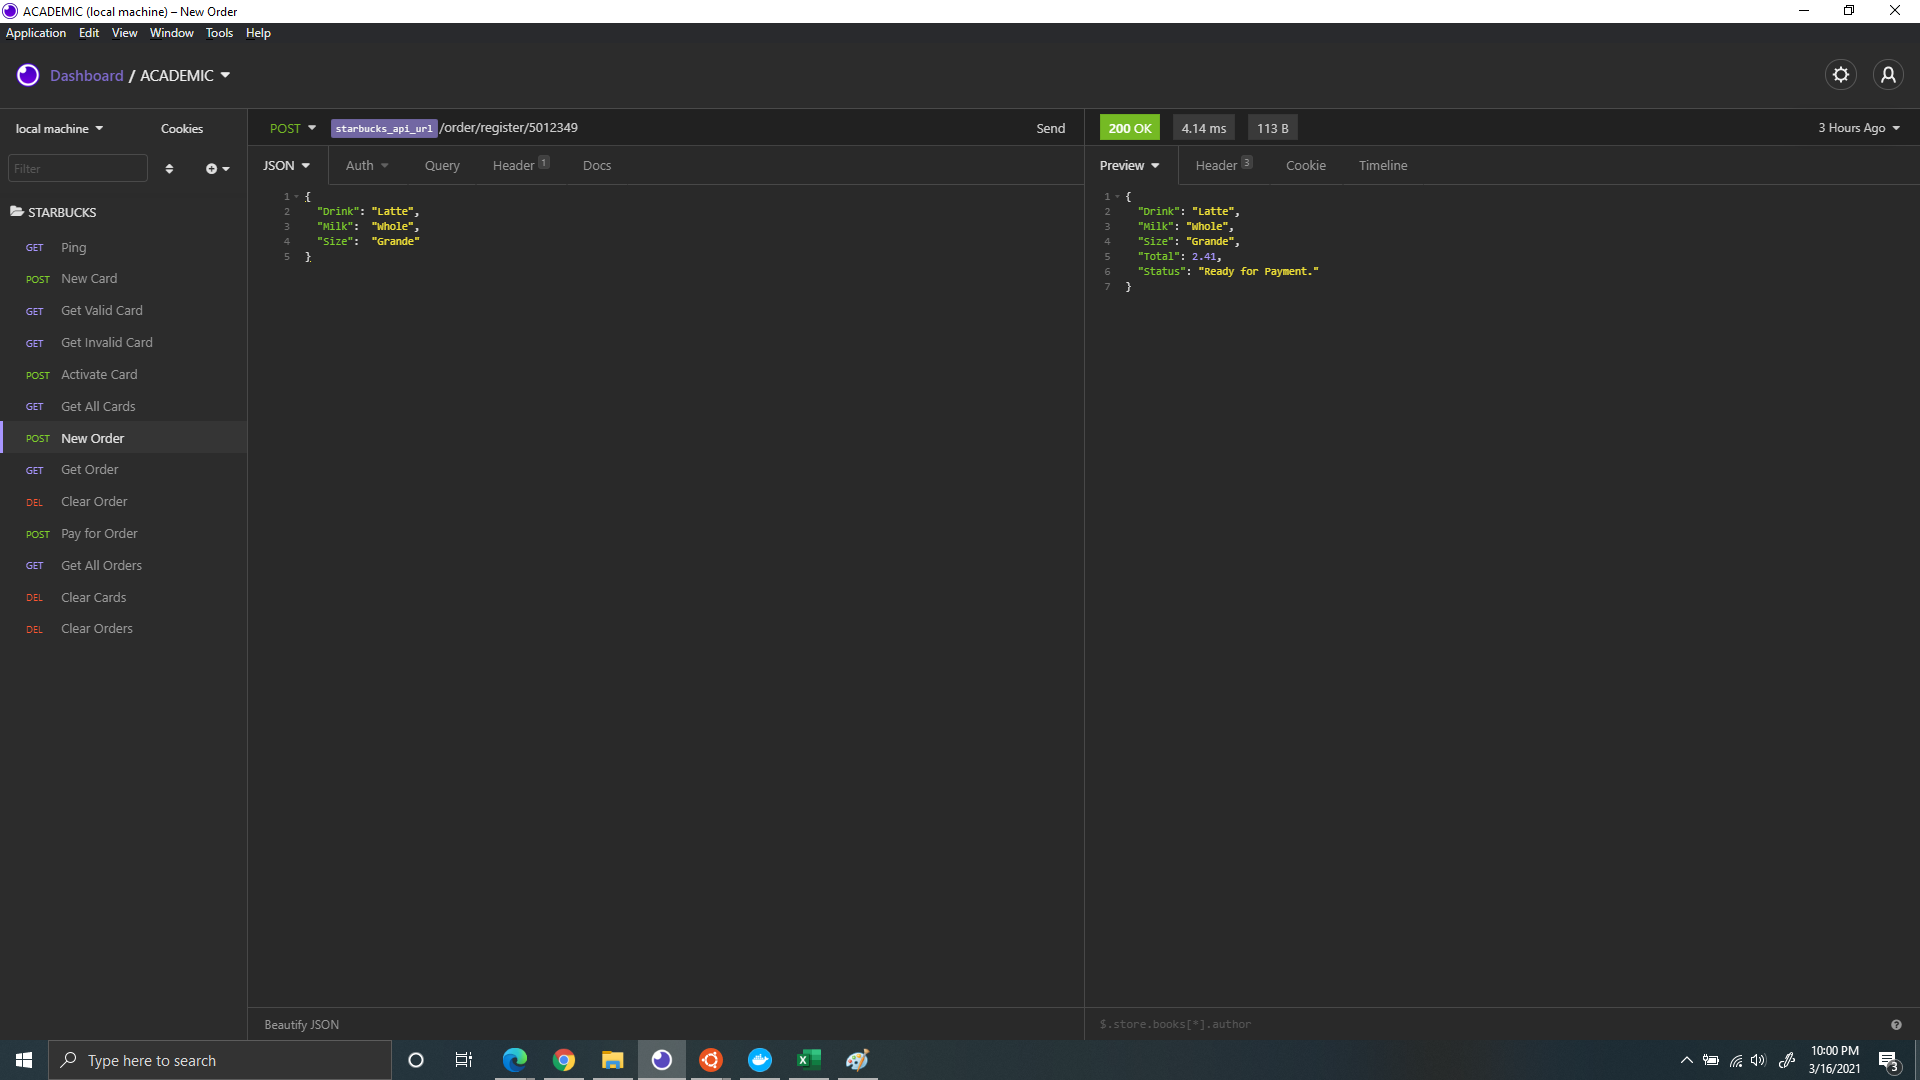 ACADEMIC (local machine) – New Order
Application Edit View Window Tools Help
Dashboard / ACADEMIC
local machine Cookies
Filter
STARBUCKS
GET Ping
POST New Card
GET Get Valid Card
GET Get Invalid Card
POST Activate Card
GET Get All Cards
POST New Order
GET Get Order
DEL Clear Order
POST Pay for Order
GET Get All Orders
DEL Clear Cards
DEL Clear Orders
POST starbucks_api_url /order/register/5012349 Send
JSON Auth Query Header 1 Docs
1 {
2 "Drink": "Latte",
3 "Milk": "Whole",
4 "Size": "Grande"
5 }
Beautify JSON
200 OK 4.14 ms 113 B 3 Hours Ago
Preview Header 3 Cookie Timeline
1 {
2 "Drink": "Latte",
3 "Milk": "Whole",
4 "Size": "Grande",
5 "Total": 2.41,
6 "Status": "Ready for Payment."
7 }
$.store.books[*].author
Type here to search
10:00 PM
3/16/2021
3